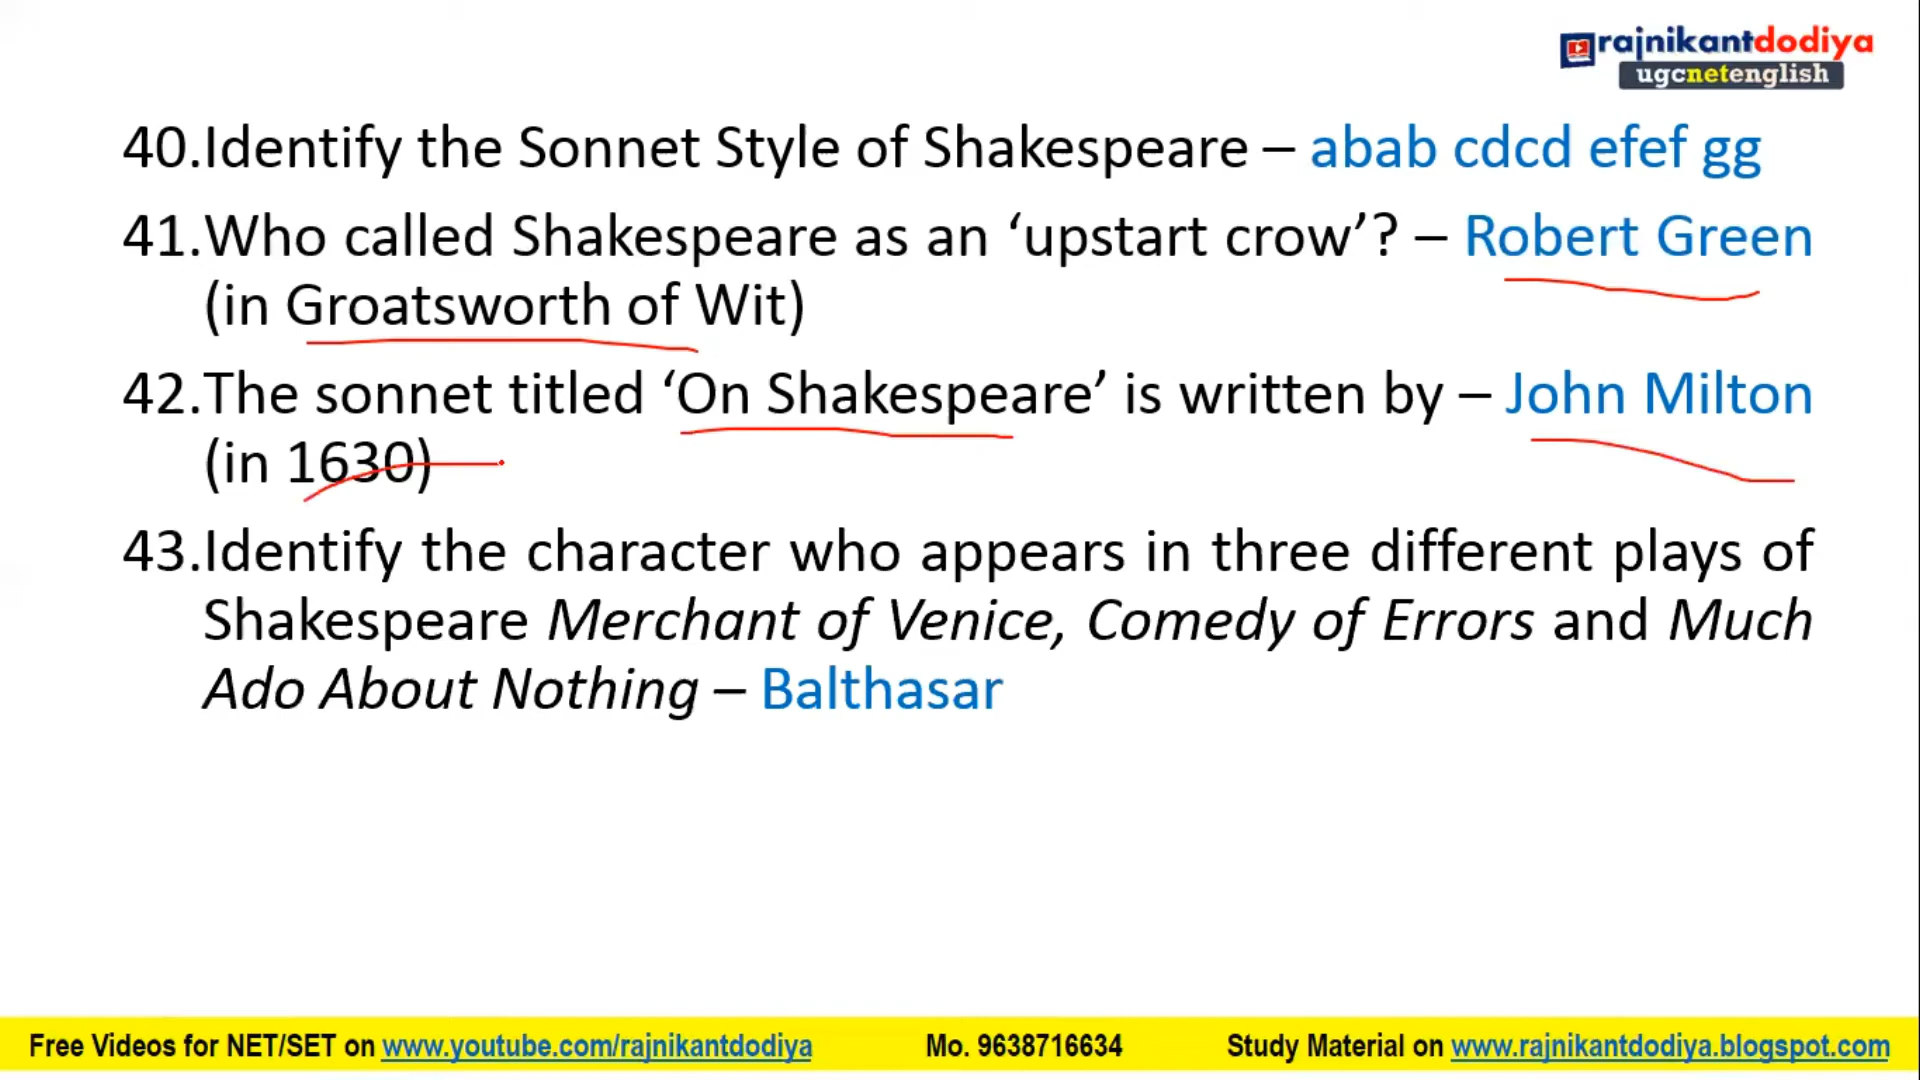 rajnikantdodiya
ugcnetenglish
40.Identify the Sonnet Style of Shakespeare – abab cdcd efef gg
41.Who called Shakespeare as an ‘upstart crow’? – Robert Green
(in Groatsworth of Wit)
42.The sonnet titled ‘On Shakespeare’ is written by – John Milton
(in 1630)
43.Identify the character who appears in three different plays of
Shakespeare Merchant of Venice, Comedy of Errors and Much
Ado About Nothing – Balthasar
Free Videos for NET/SET on www.youtube.com/rajnikantdodiya Mo. 9638716634 Study Material on www.rajnikantdodiya.blogspot.com